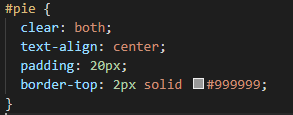 #pie {
clear: both;
text-align: center;
padding: 20px;
border-top: 2px solid #999999;
}